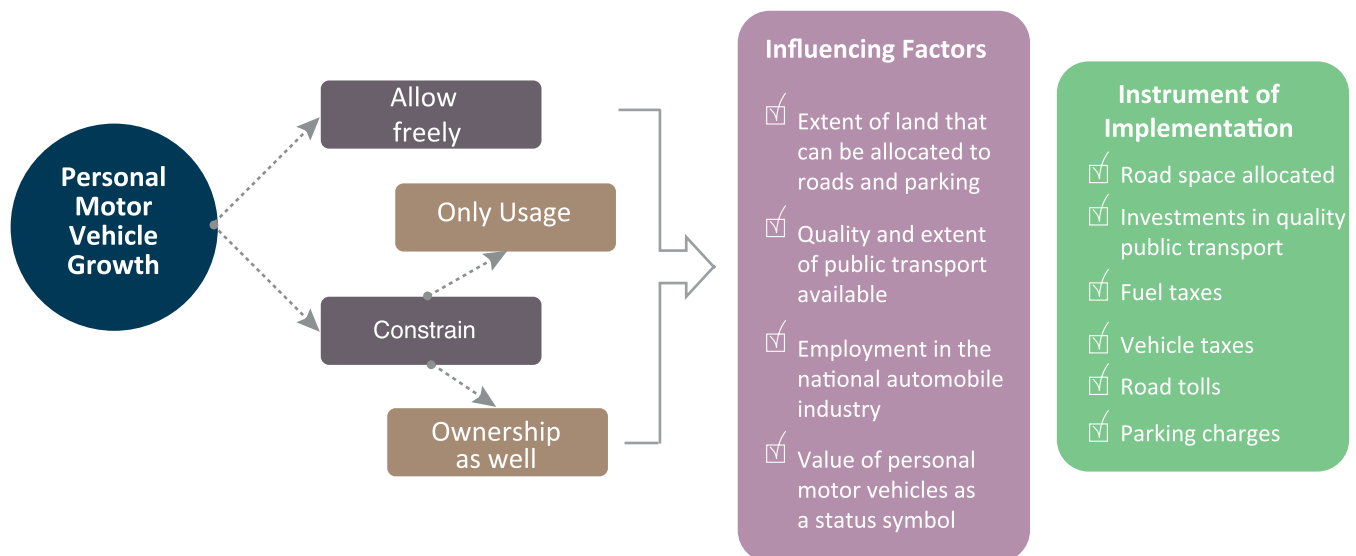 Personal
Motor
Vehicle
Growth
Allow
freely
Only Usage
Constrain
Ownership
as well
Influencing Factors
Extent of land that
can be allocated to
roads and parking
Quality and extent
of public transport
available
Employment in the
national automobile
industry
Value of personal
motor vehicles as
a status symbol
Instrument of
Implementation
Road space allocated
Investments in quality
public transport
Fuel taxes
Vehicle taxes
Road tolls
Parking charges